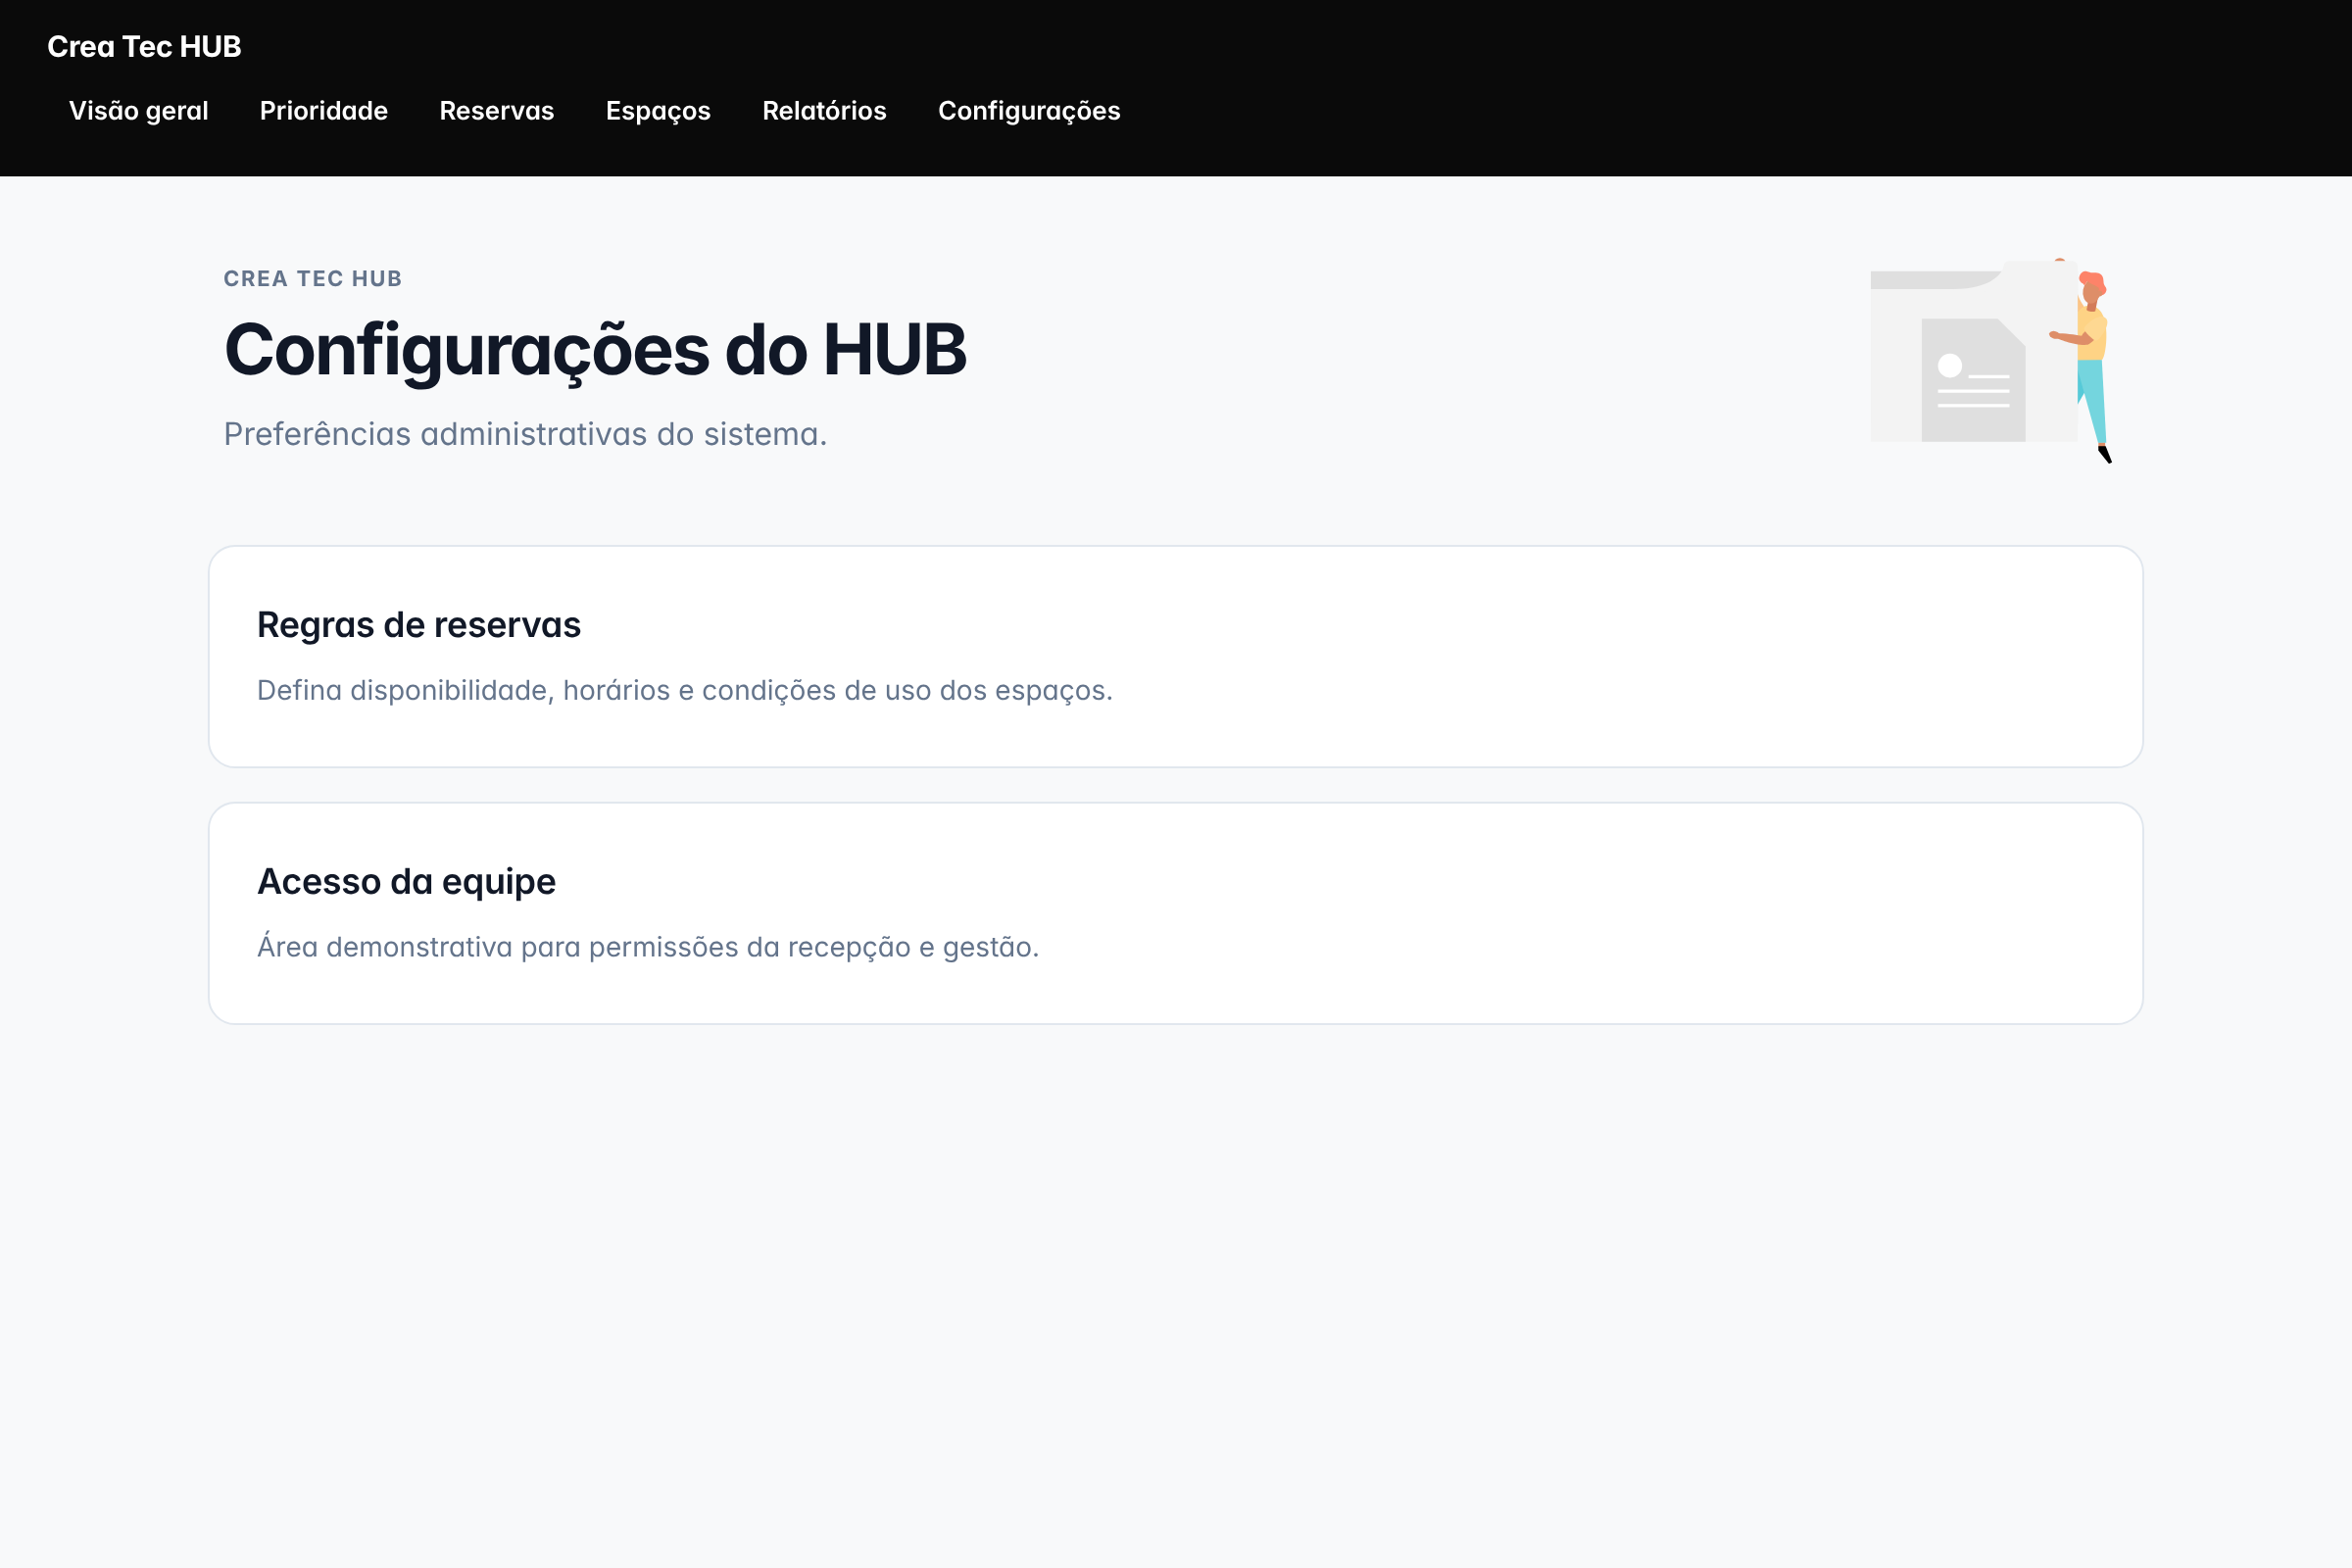 Crea Tec HUB
Visão geral Prioridade Reservas Espaços Relatórios Configurações
CREA TEC HUB
Configurações do HUB
Preferências administrativas do sistema.
Regras de reservas
Defina disponibilidade, horários e condições de uso dos espaços.
Acesso da equipe
Área demonstrativa para permissões da recepção e gestão.